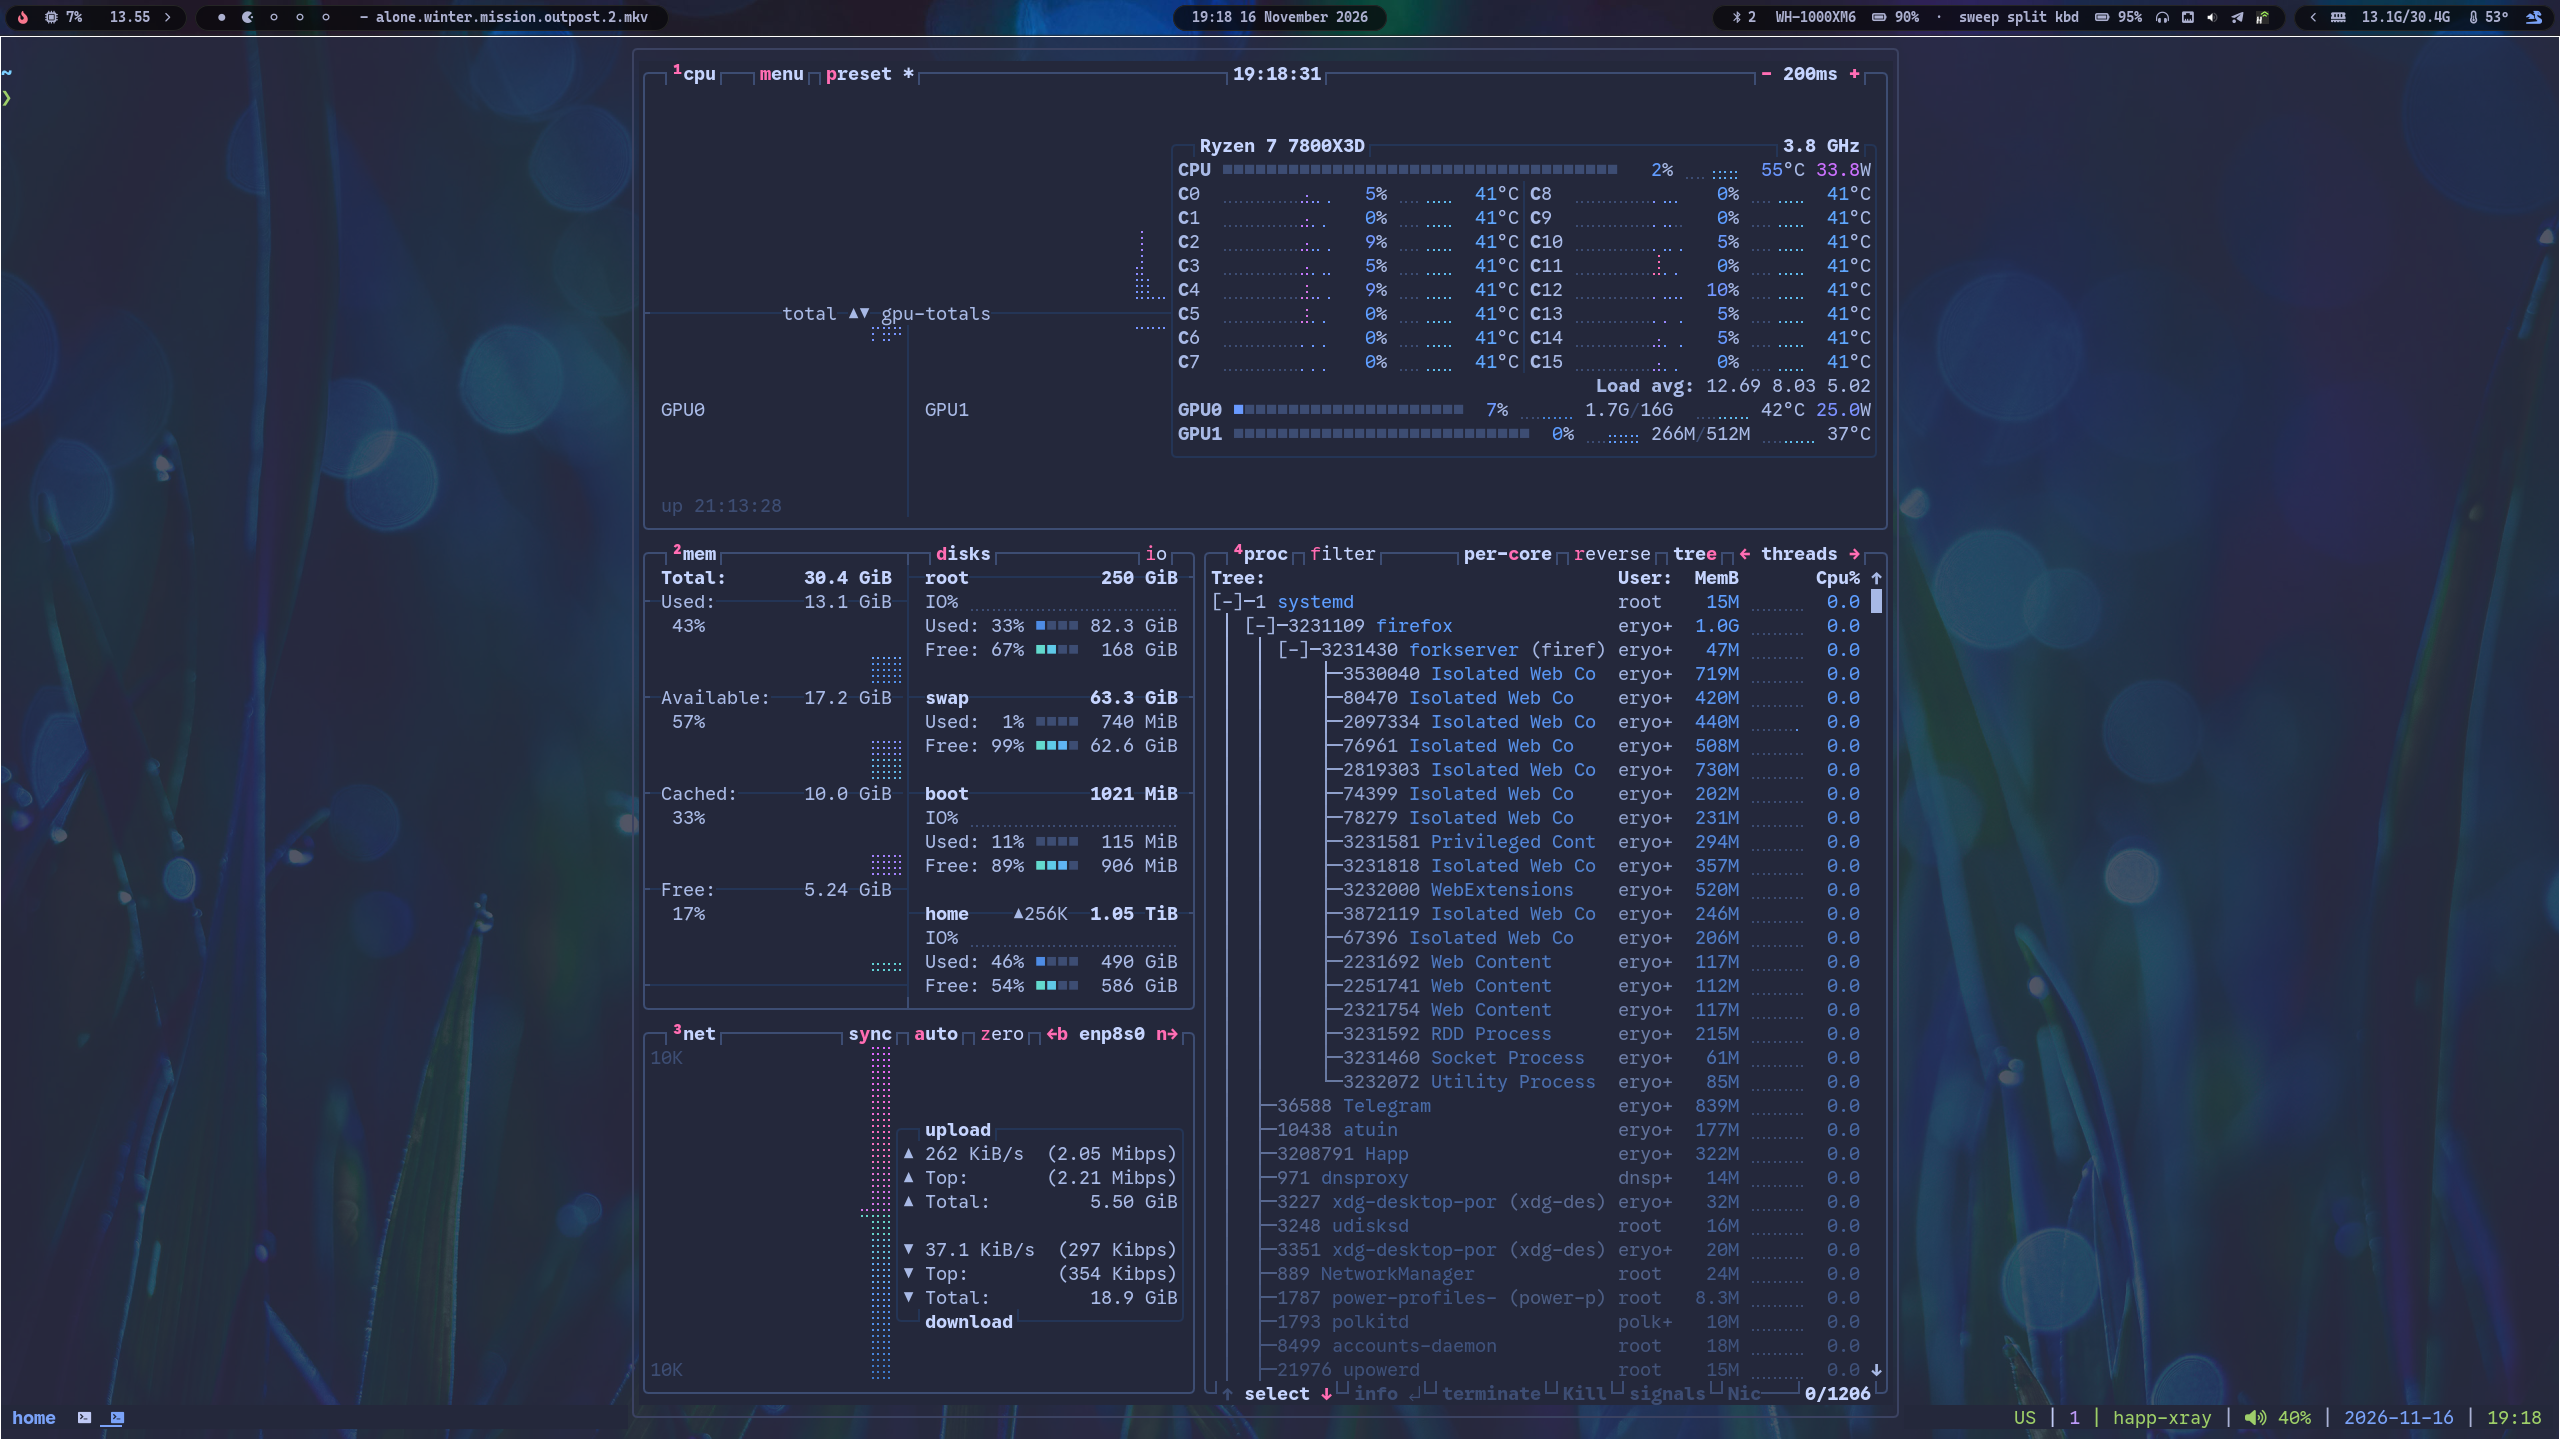 7% 13.55 > — alone.winter.mission.outpost.2.mkv 19:18 16 November 2026 2 WH-1000XM6 90% · sweep split kbd 95% < 13.1G/30.4G 53°
~
❯
¹cpu menu preset * 19:18:31 - 200ms +
Ryzen 7 7800X3D 3.8 GHz
CPU 2% 55°C 33.8W
C0 5% 41°C C8 0% 41°C
C1 0% 41°C C9 0% 41°C
C2 9% 41°C C10 5% 41°C
C3 5% 41°C C11 0% 41°C
C4 9% 41°C C12 10% 41°C
total ▲▼ gpu-totals
C5 0% 41°C C13 5% 41°C
C6 0% 41°C C14 5% 41°C
C7 0% 41°C C15 0% 41°C
Load avg: 12.69 8.03 5.02
GPU0 GPU1
GPU0 7% 1.7G/16G 42°C 25.0W
GPU1 0% 266M/512M 37°C
up 21:13:28
²mem disks io
Total: 30.4 GiB
Used: 13.1 GiB
43%
Available: 17.2 GiB
57%
Cached: 10.0 GiB
33%
Free: 5.24 GiB
17%
root 250 GiB
IO%
Used: 33% 82.3 GiB
Free: 67% 168 GiB
swap 63.3 GiB
Used: 1% 740 MiB
Free: 99% 62.6 GiB
boot 1021 MiB
IO%
Used: 11% 115 MiB
Free: 89% 906 MiB
home ▲256K 1.05 TiB
IO%
Used: 46% 490 GiB
Free: 54% 586 GiB
³net sync auto zero ←b enp8s0 n→
10K
upload
▲ 262 KiB/s (2.05 Mibps)
▲ Top: (2.21 Mibps)
▲ Total: 5.50 GiB
▼ 37.1 KiB/s (297 Kibps)
▼ Top: (354 Kibps)
▼ Total: 18.9 GiB
download
10K
⁴proc filter per-core reverse tree ← threads →
Tree: User: MemB Cpu% ↑
[-]─1 systemd root 15M 0.0
[-]─3231109 firefox eryo+ 1.0G 0.0
[-]─3231430 forkserver (firef) eryo+ 47M 0.0
3530040 Isolated Web Co eryo+ 719M 0.0
80470 Isolated Web Co eryo+ 420M 0.0
2097334 Isolated Web Co eryo+ 440M 0.0
76961 Isolated Web Co eryo+ 508M 0.0
2819303 Isolated Web Co eryo+ 730M 0.0
74399 Isolated Web Co eryo+ 202M 0.0
78279 Isolated Web Co eryo+ 231M 0.0
3231581 Privileged Cont eryo+ 294M 0.0
3231818 Isolated Web Co eryo+ 357M 0.0
3232000 WebExtensions eryo+ 520M 0.0
3872119 Isolated Web Co eryo+ 246M 0.0
67396 Isolated Web Co eryo+ 206M 0.0
2231692 Web Content eryo+ 117M 0.0
2251741 Web Content eryo+ 112M 0.0
2321754 Web Content eryo+ 117M 0.0
3231592 RDD Process eryo+ 215M 0.0
3231460 Socket Process eryo+ 61M 0.0
3232072 Utility Process eryo+ 85M 0.0
36588 Telegram eryo+ 839M 0.0
10438 atuin eryo+ 177M 0.0
3208791 Happ eryo+ 322M 0.0
971 dnsproxy dnsp+ 14M 0.0
3227 xdg-desktop-por (xdg-des) eryo+ 32M 0.0
3248 udisksd root 16M 0.0
3351 xdg-desktop-por (xdg-des) eryo+ 20M 0.0
889 NetworkManager root 24M 0.0
1787 power-profiles- (power-p) root 8.3M 0.0
1793 polkitd polk+ 10M 0.0
8499 accounts-daemon root 18M 0.0
21976 upowerd root 15M 0.0 ↓
↑ select ↓ info ↵ terminate Kill signals Nic 0/1206
home US | 1 | happ-xray | 40% | 2026-11-16 | 19:18